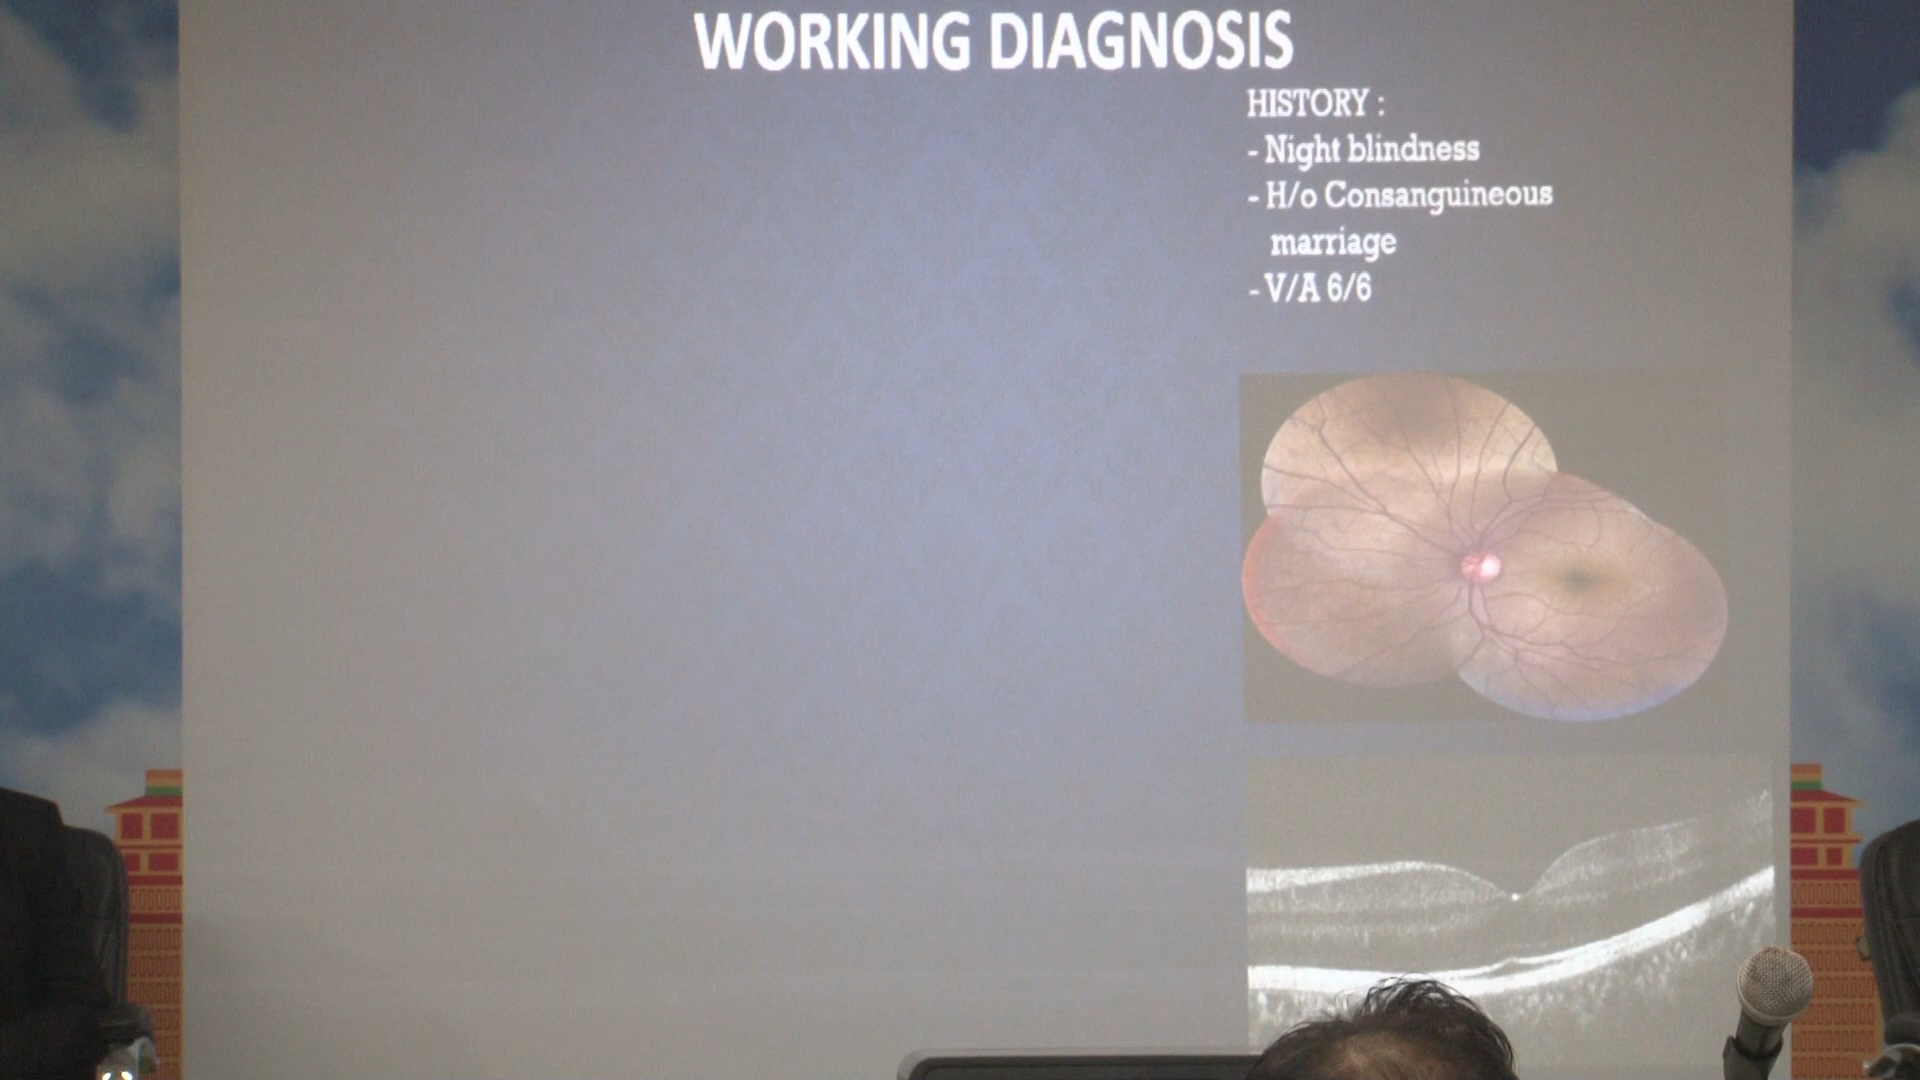 WORKING DIAGNOSIS
HISTORY :
- Night blindness
- H/o Consanguineous
marriage
- V/A 6/6